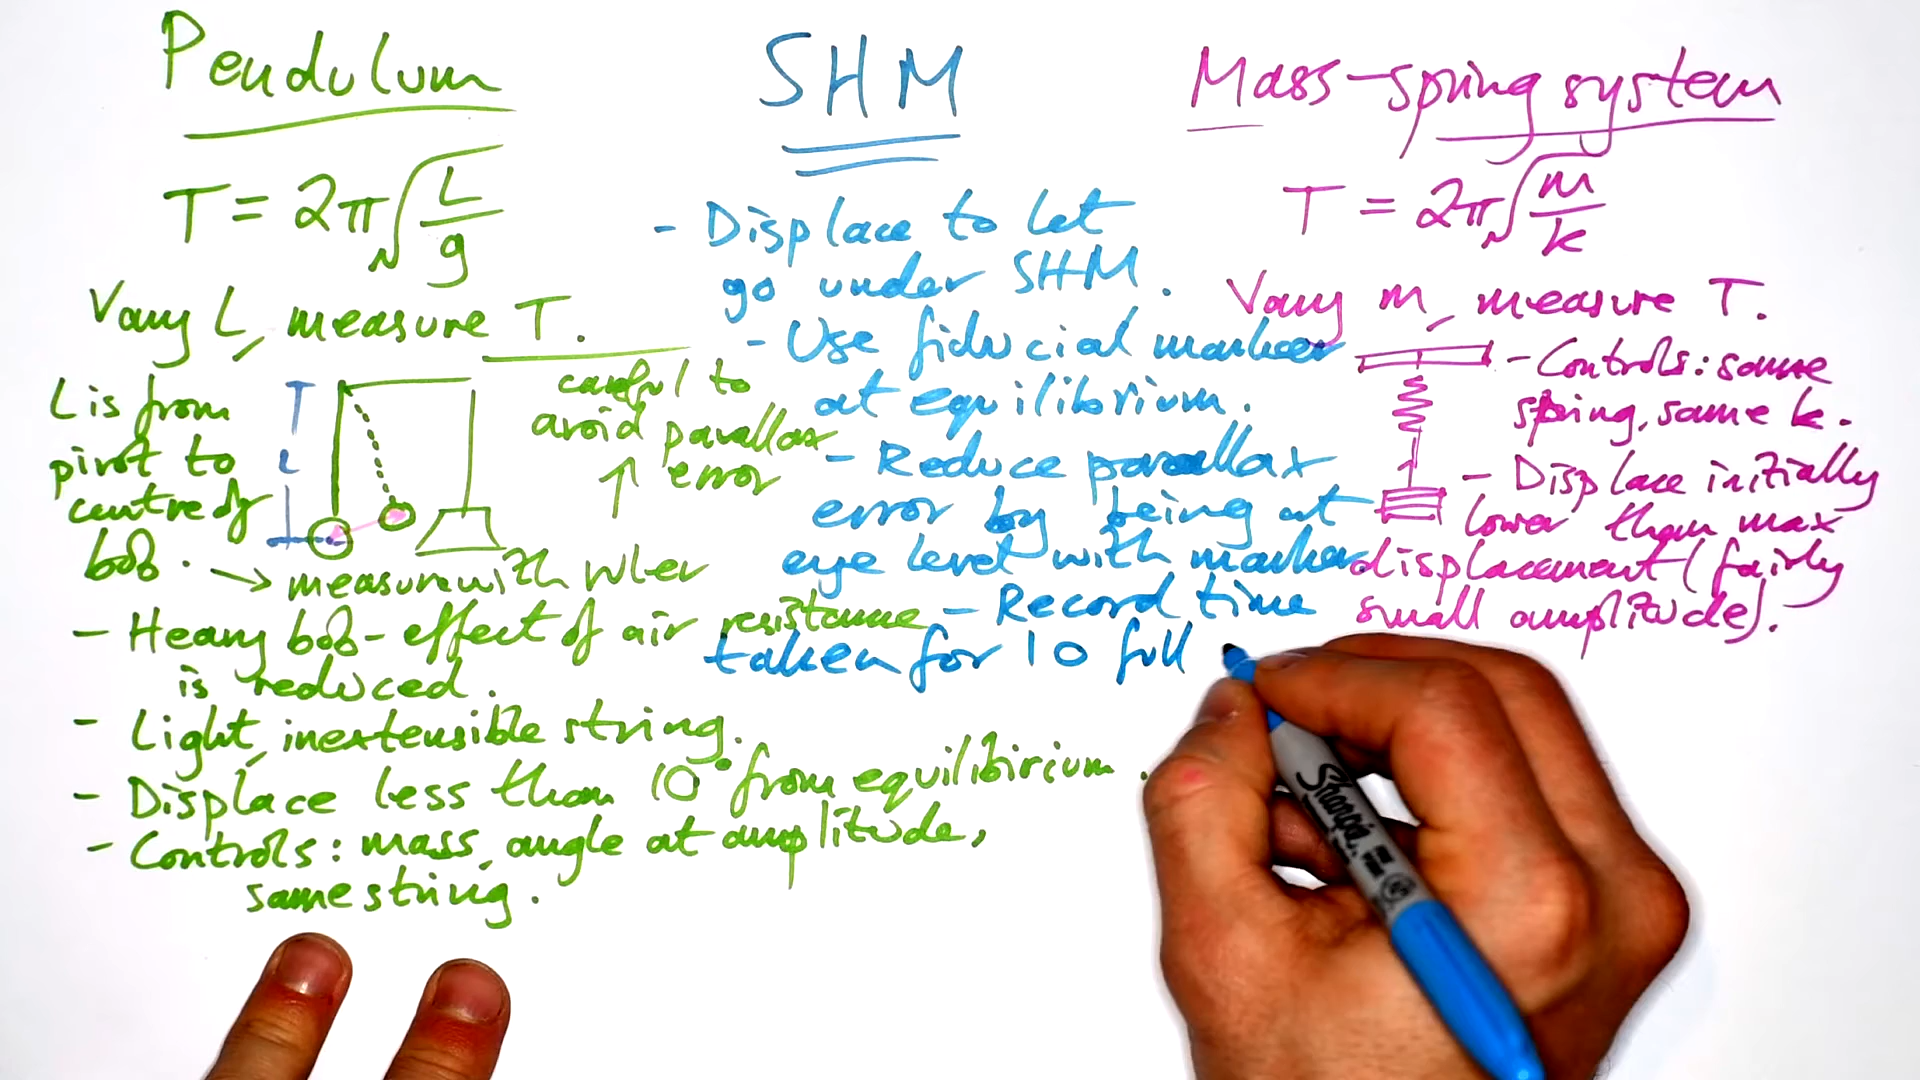 Pendulum
T = 2π√L/g
Vary L, measure T.
L is from
pivot to
centre of
bob.
L
→ measure with ruler
careful to
avoid parallax
↑ error
- Heavy bob - effect of air resistance
is reduced.
- Light, inextensible string.
- Displace less than 10° from equilibirium.
- Controls: mass, angle at amplitude,
same string.
SHM
- Displace to let
go under SHM.
- Use fiducial marker
at equilibrium.
- Reduce parallax
error by being at
eye level with marker
- Record time
taken for 10 full
Mass-spring system
T = 2π√m/k
Vary m, measure T.
- Controls: same
spring, same k.
- Displace initially
lower than max
displacement (fairly
small amplitude).
Sharpie